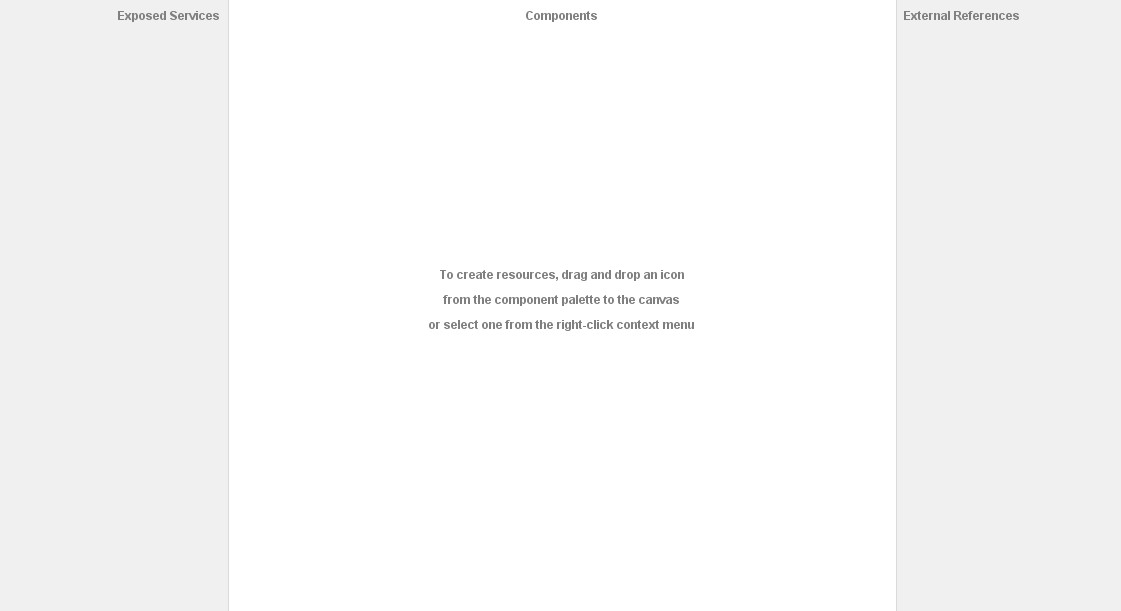 Exposed Services
Components
External References
To create resources, drag and drop an icon
from the component palette to the canvas
or select one from the right-click context menu